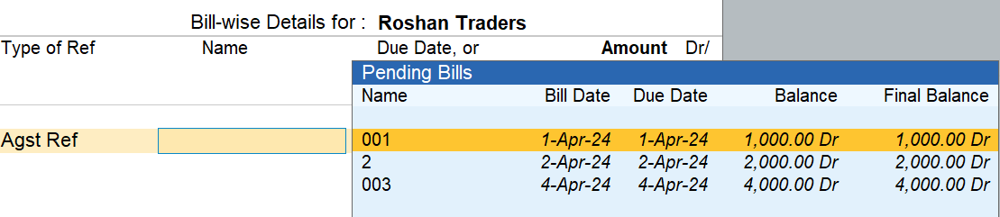 Bill-wise Details for : Roshan Traders
Type of Ref Name Due Date, or Amount Dr/
Pending Bills
Name Bill Date Due Date Balance Final Balance
Agst Ref
001 1-Apr-24 1-Apr-24 1,000.00 Dr 1,000.00 Dr
2 2-Apr-24 2-Apr-24 2,000.00 Dr 2,000.00 Dr
003 4-Apr-24 4-Apr-24 4,000.00 Dr 4,000.00 Dr